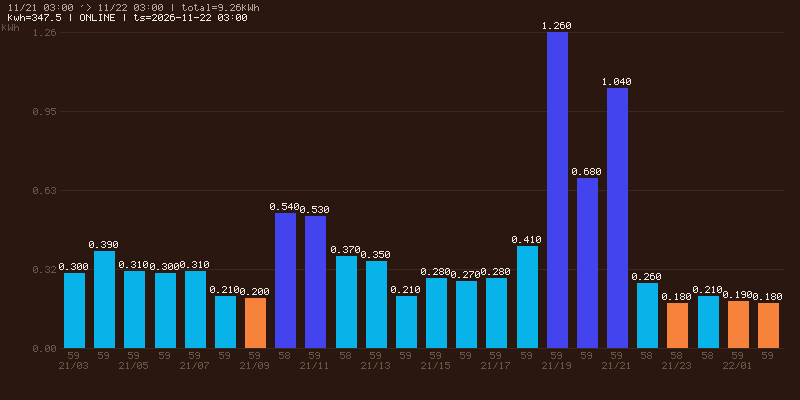 11/21 03:00 -> 11/22 03:00 | total=9.26kWh
Kwh=347.5 | ONLINE | ts=2026-11-22 03:00
kWh
1.26
0.95
0.63
0.32
0.00
0.300 0.390 0.310 0.300 0.310 0.210 0.200 0.540 0.530 0.370 0.350 0.210 0.280 0.270 0.280 0.410 1.260 0.680 1.040 0.260 0.180 0.210 0.190 0.180
59 59 59 59 59 59 59 58 59 58 59 59 59 59 59 59 59 59 59 58 58 59 59 59
21/03 21/05 21/07 21/09 21/11 21/13 21/15 21/17 21/19 21/21 21/23 22/01